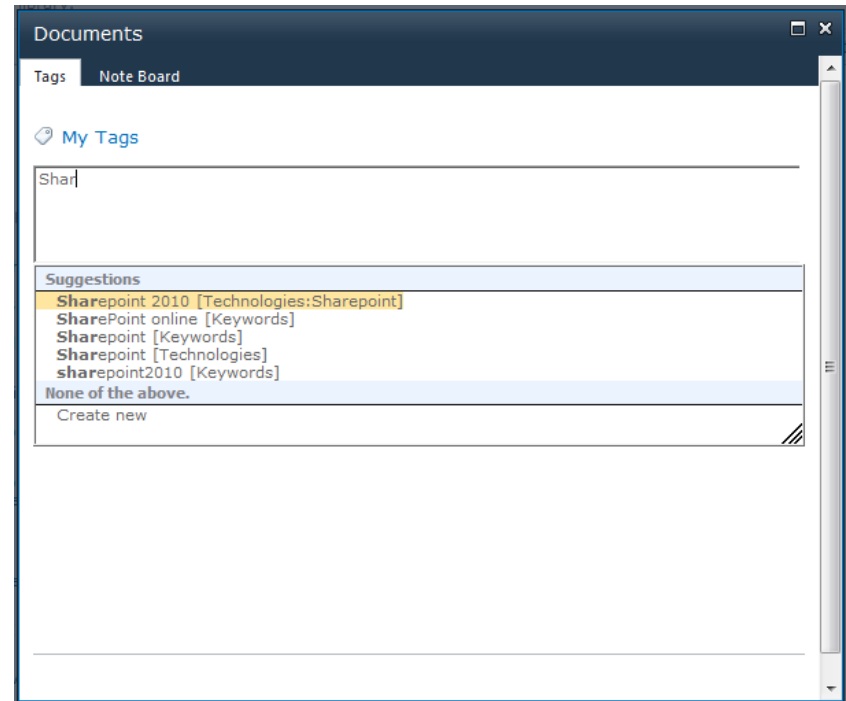 Documents
Tags Note Board
My Tags
Shar
Suggestions
Sharepoint 2010 [Technologies:Sharepoint]
SharePoint online [Keywords]
Sharepoint [Keywords]
Sharepoint [Technologies]
sharepoint2010 [Keywords]
None of the above.
Create new